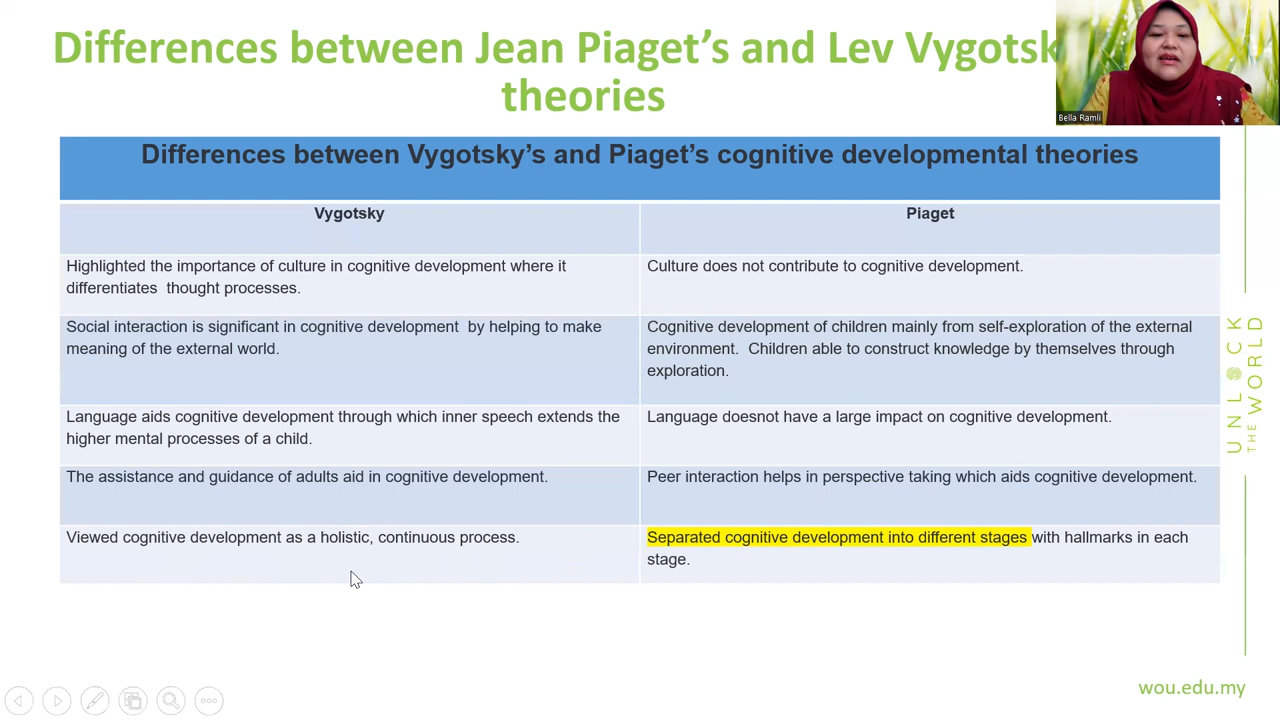 Differences between Jean Piaget's and Lev Vygotsk
theories
Bella Ramli
Differences between Vygotsky's and Piaget's cognitive developmental theories
Vygotsky
Piaget
Highlighted the importance of culture in cognitive development where it
differentiates thought processes.
Culture does not contribute to cognitive development.
Social interaction is significant in cognitive development by helping to make
meaning of the external world.
Cognitive development of children mainly from self-exploration of the external
environment. Children able to construct knowledge by themselves through
exploration.
Language aids cognitive development through which inner speech extends the
higher mental processes of a child.
Language doesnot have a large impact on cognitive development.
The assistance and guidance of adults aid in cognitive development.
Peer interaction helps in perspective taking which aids cognitive development.
Viewed cognitive development as a holistic, continuous process.
Separated cognitive development into different stages with hallmarks in each
stage.
UNLOCK
THE WORLD
wou.edu.my